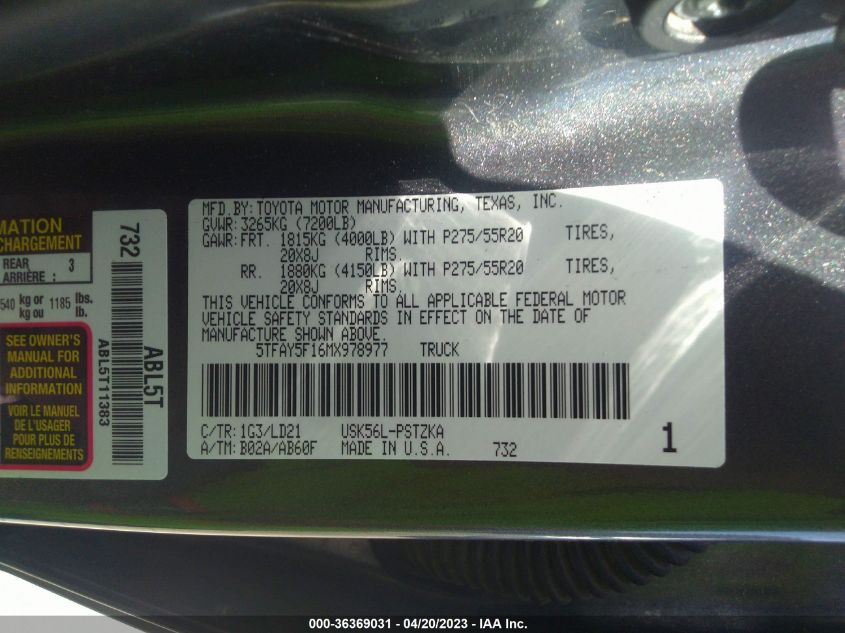 MFD.BY:TOYOTA MOTOR MANUFACTURING, TEXAS, INC.
GVWR:3265KG (7200LB)
GAWR:FRT. 1815KG (4000LB) WITH P275/55R20 TIRES,
20X8J RIMS.
RR. 1880KG (4150LB) WITH P275/55R20 TIRES,
20X8J RIMS.
THIS VEHICLE CONFORMS TO ALL APPLICABLE FEDERAL MOTOR
VEHICLE SAFETY STANDARDS IN EFFECT ON THE DATE OF
MANUFACTURE SHOWN ABOVE.
5TFAY5F16MX978977 TRUCK
C/TR:1G3/LD21 USK56L-PSTZKA
A/TM:B02A/AB60F MADE IN U.S.A. 732
1
MATION
CHARGEMENT
REAR 3
ARRIÈRE :
540 kg or 1185 lbs.
kg ou lb.
SEE OWNER'S
MANUAL FOR
ADDITIONAL
INFORMATION
VOIR LE MANUEL
DE L'USAGER
POUR PLUS DE
RENSEIGNEMENTS
732
ABL5T
ABL5T11383
000-36369031 - 04/20/2023 - IAA Inc.